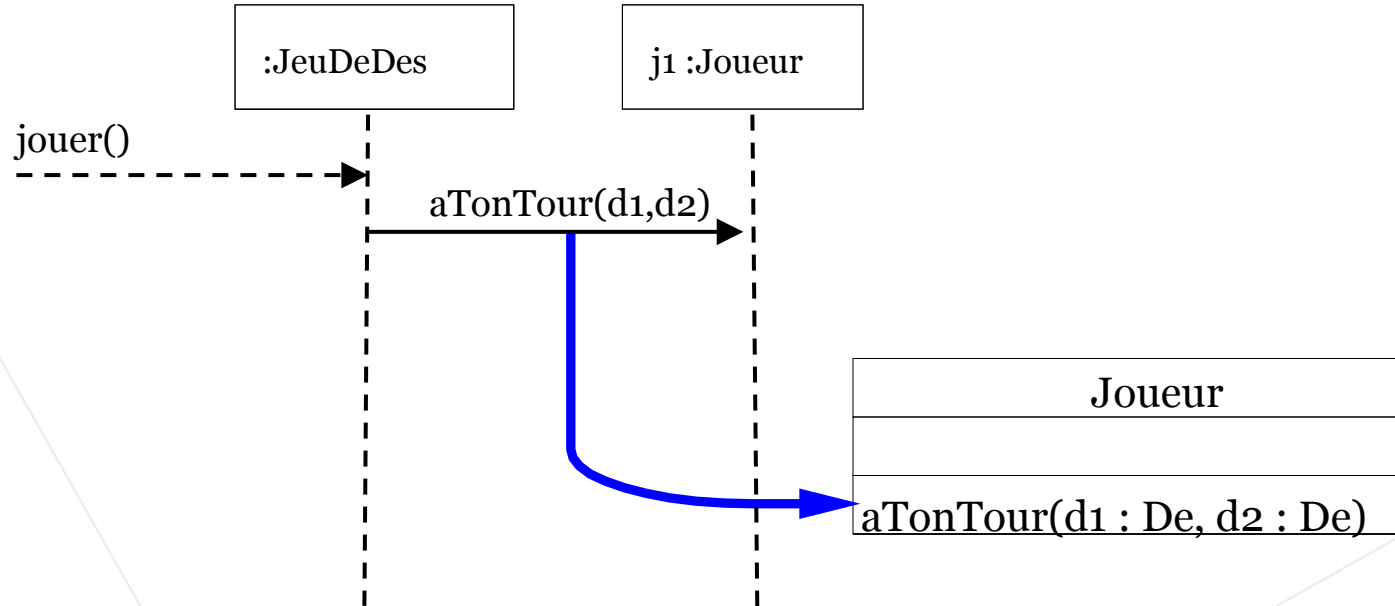 :JeuDeDes
j1 :Joueur
jouer()
aTonTour(d1,d2)
Joueur
aTonTour(d1 : De, d2 : De)